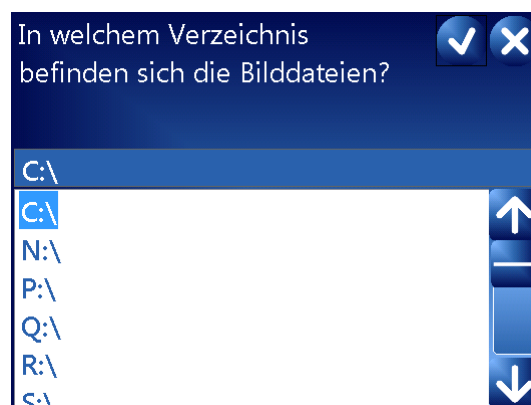 In welchem Verzeichnis
befinden sich die Bilddateien?
C:\
C:\
N:\
P:\
Q:\
R:\
S:\